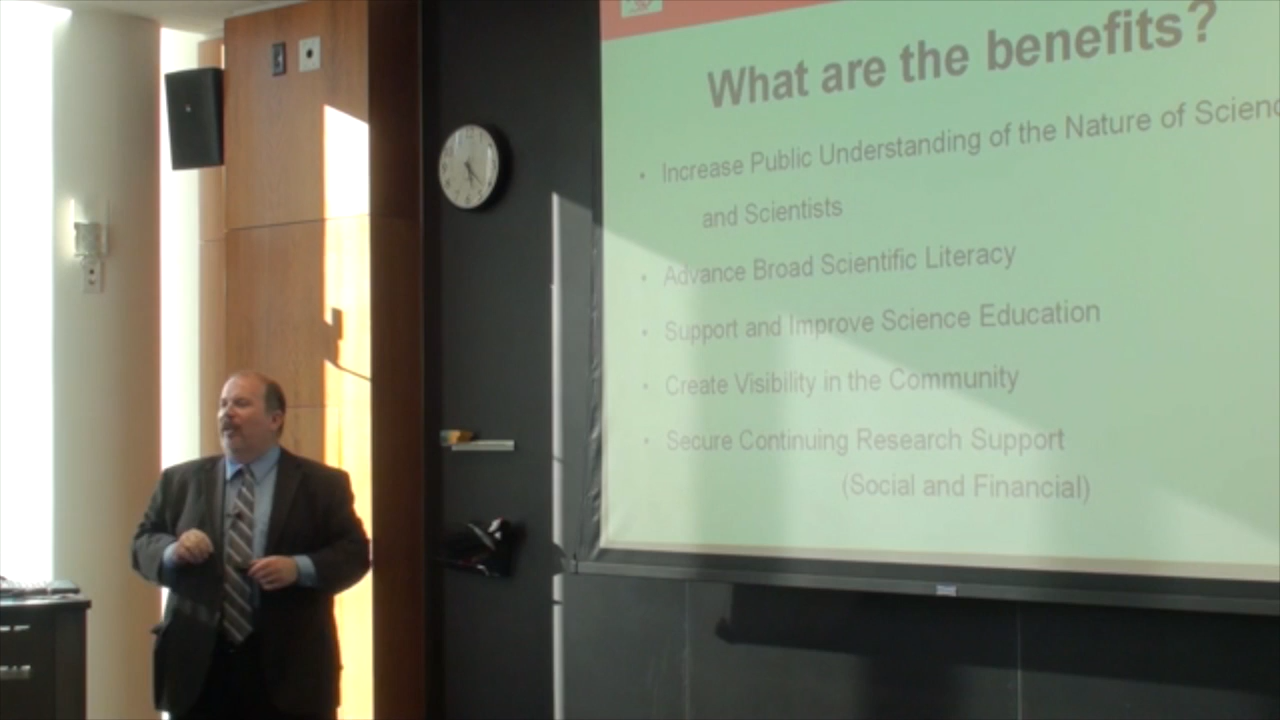 What are the benefits?
• Increase Public Understanding of the Nature of
and Scientists
• Advance Broad Scientific Literacy
• Support and Improve Science Education
• Create Visibility in the Community
• Secure Continuing Research Support
(Social and Financial)